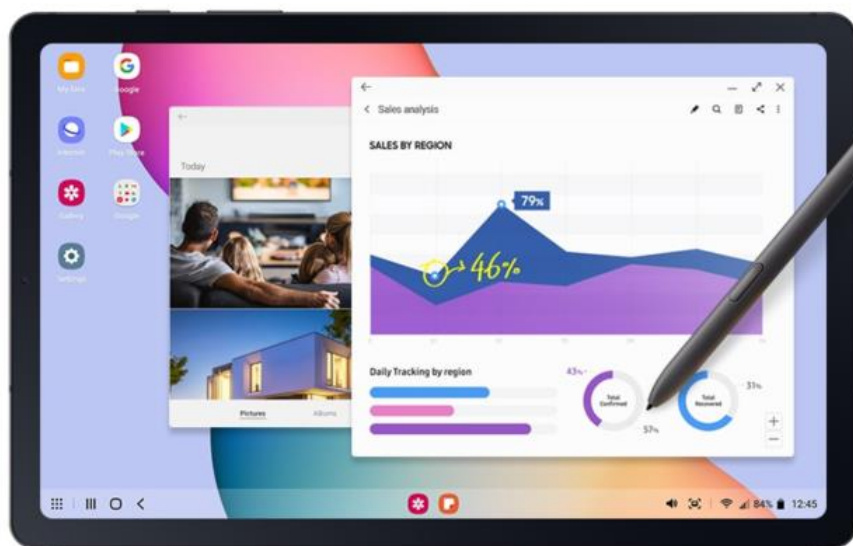 My Files
Google
Internet
Play Store
Gallery
Google
Settings
Today
Pictures
Albums
Sales analysis
SALES BY REGION
79%
46%
Daily Tracking by region
43%
Total
Confirmed
57%
Total
Recovered
31%
84%
12:45